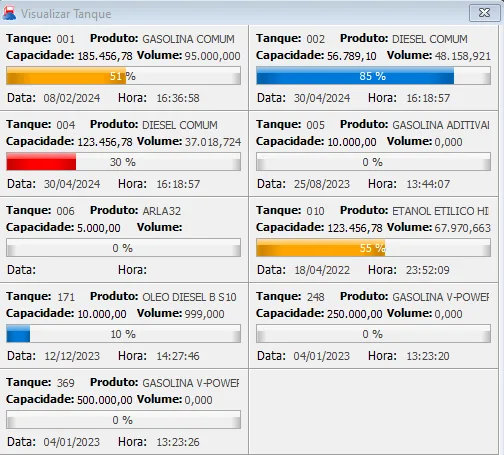 Visualizar Tanque
Tanque: 001 Produto: GASOLINA COMUM
Capacidade: 185.456,78 Volume: 95.000,000
51 %
Data: 08/02/2024 Hora: 16:36:58
Tanque: 002 Produto: DIESEL COMUM
Capacidade: 56.789,10 Volume: 48.158,921
85 %
Data: 30/04/2024 Hora: 16:18:57
Tanque: 004 Produto: DIESEL COMUM
Capacidade: 123.456,78 Volume: 37.018,724
30 %
Data: 30/04/2024 Hora: 16:18:57
Tanque: 005 Produto: GASOLINA ADITIVA
Capacidade: 10.000,00 Volume: 0,000
0 %
Data: 25/08/2023 Hora: 13:44:07
Tanque: 006 Produto: ARLA32
Capacidade: 5.000,00 Volume:
0 %
Data: Hora:
Tanque: 010 Produto: ETANOL ETILICO HI
Capacidade: 123.456,78 Volume: 67.970,663
55 %
Data: 18/04/2022 Hora: 23:52:09
Tanque: 171 Produto: OLEO DIESEL B S10
Capacidade: 10.000,00 Volume: 999,000
10 %
Data: 12/12/2023 Hora: 14:27:46
Tanque: 248 Produto: GASOLINA V-POWER
Capacidade: 250.000,00 Volume: 0,000
0 %
Data: 04/01/2023 Hora: 13:23:20
Tanque: 369 Produto: GASOLINA V-POWER
Capacidade: 500.000,00 Volume: 0,000
0 %
Data: 04/01/2023 Hora: 13:23:26